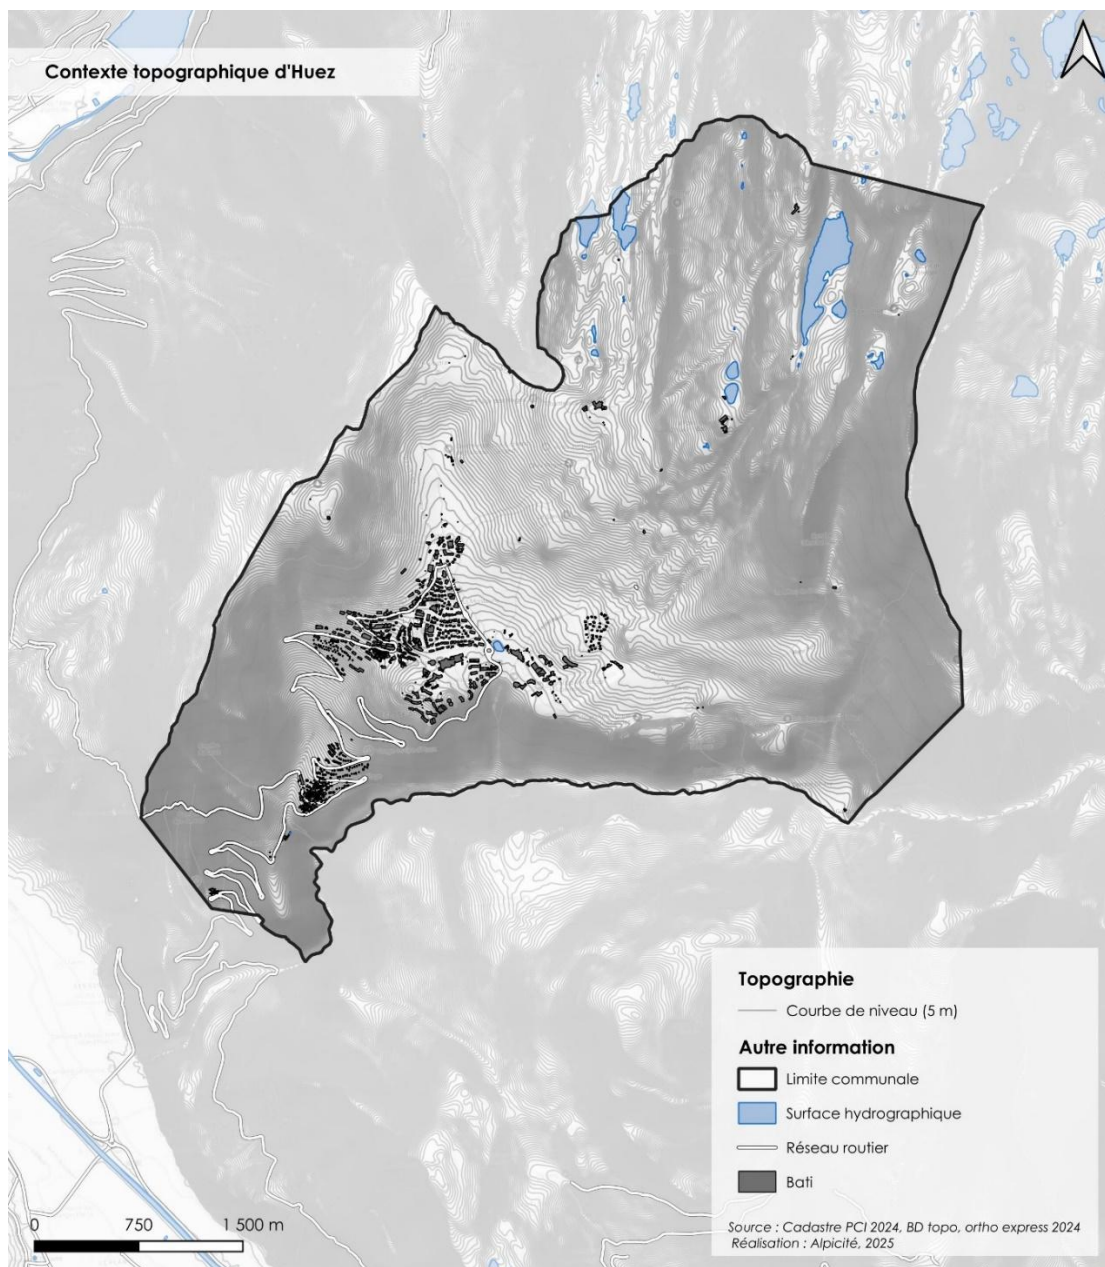 Contexte topographique d'Huez
Topographie
Courbe de niveau (5 m)
Autre information
Limite communale
Surface hydrographique
Réseau routier
Bati
0 750 1 500 m
Source : Cadastre PCI 2024, BD topo, ortho express 2024
Réalisation : Alpicité, 2025